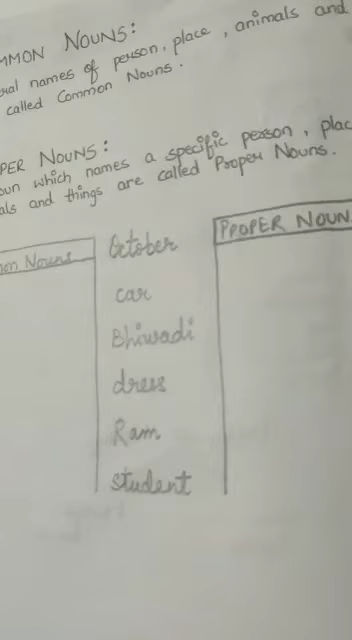 MMON NOUNS:
ral names of person, place, animals and
called Common Nouns.
PER NOUNS:
oun which names a specific person, plac
als and things are called Proper Nouns.
on Nouns
October
PROPER NOUN
car
Bhiwadi
dress
Ram
student